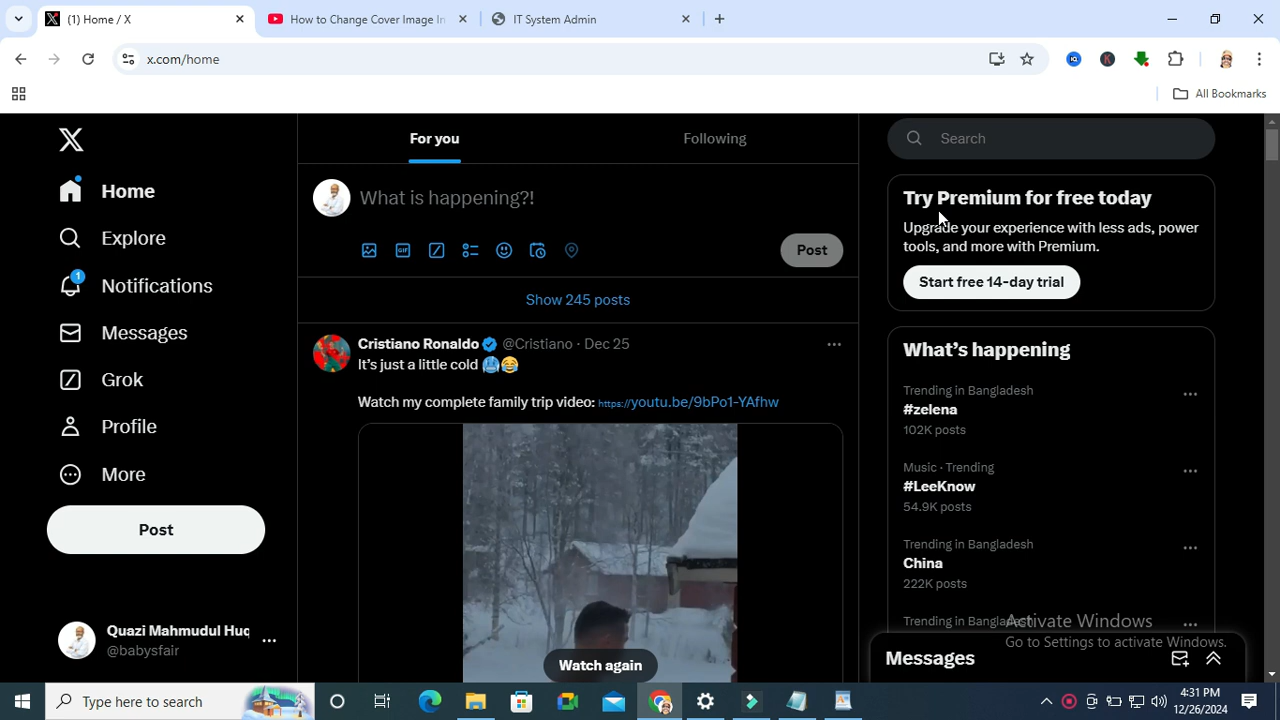 (1) Home / X
How to Change Cover Image In
IT System Admin
x.com/home
All Bookmarks
Home
Explore
Notifications
1
Messages
Grok
Profile
More
Post
Quazi Mahmudul Huq
@babysfair
For you
Following
What is happening?!
GIF
Post
Show 245 posts
Cristiano Ronaldo @Cristiano · Dec 25
It's just a little cold 🥶😂
Watch my complete family trip video: https://youtu.be/9bPo1-YAfhw
Watch again
Search
Try Premium for free today
Upgrade your experience with less ads, power
tools, and more with Premium.
Start free 14-day trial
What's happening
Trending in Bangladesh
#zelena
102K posts
Music · Trending
#LeeKnow
54.9K posts
Trending in Bangladesh
China
222K posts
Trending in Bangladesh
Activate Windows
Go to Settings to activate Windows.
Messages
Type here to search
4:31 PM
12/26/2024